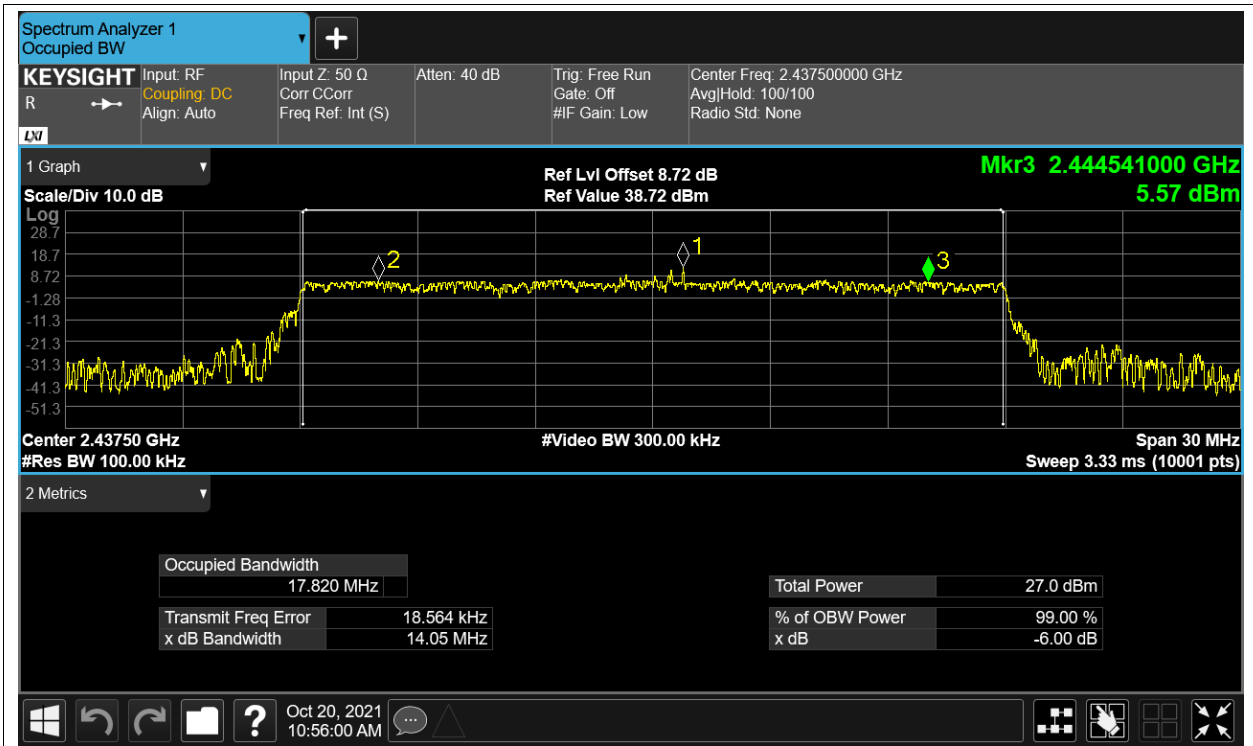 Spectrum Analyzer 1
Occupied BW
+
KEYSIGHT
R
LXI
Input: RF
Coupling: DC
Align: Auto
Input Z: 50 Ω
Corr CCorr
Freq Ref: Int (S)
Atten: 40 dB
Trig: Free Run
Gate: Off
#IF Gain: Low
Center Freq: 2.437500000 GHz
Avg|Hold: 100/100
Radio Std: None
1 Graph
Scale/Div 10.0 dB
Ref Lvl Offset 8.72 dB
Ref Value 38.72 dBm
Mkr3 2.444541000 GHz
5.57 dBm
Log
28.7
18.7
8.72
-1.28
-11.3
-21.3
-31.3
-41.3
-51.3
2
1
3
Center 2.43750 GHz
#Video BW 300.00 kHz
Span 30 MHz
#Res BW 100.00 kHz
Sweep 3.33 ms (10001 pts)
2 Metrics
Occupied Bandwidth
17.820 MHz
Total Power 27.0 dBm
Transmit Freq Error 18.564 kHz
% of OBW Power 99.00 %
x dB Bandwidth 14.05 MHz
x dB -6.00 dB
?
Oct 20, 2021
10:56:00 AM